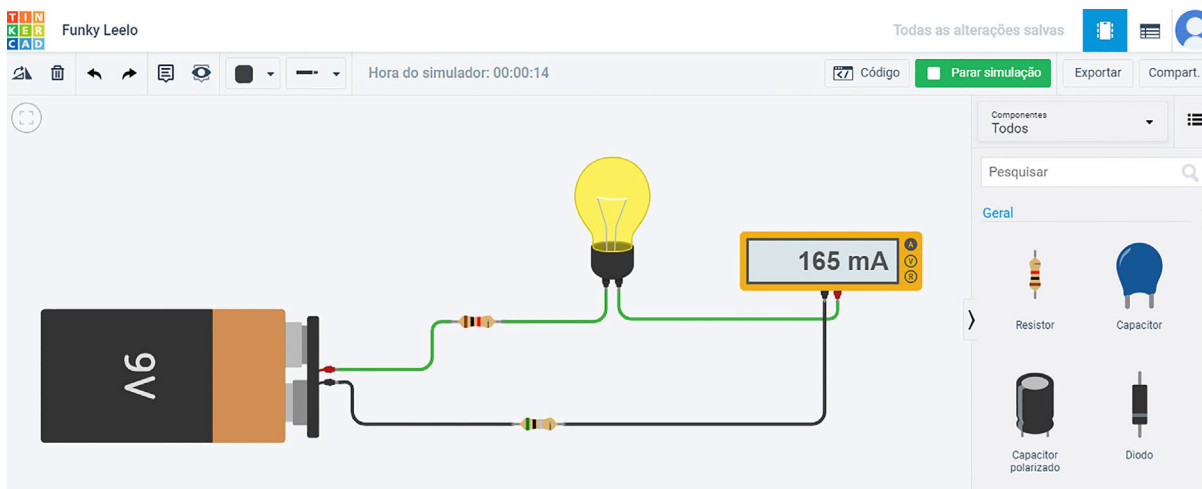 TIN
KER
CAD
Funky Leelo
Todas as alterações salvas
Hora do simulador: 00:00:14
Código
Parar simulação
Exportar
Compart.
Componentes
Todos
Pesquisar
Geral
Resistor
Capacitor
Capacitor
polarizado
Diodo
165 mA
A
V
R
9V